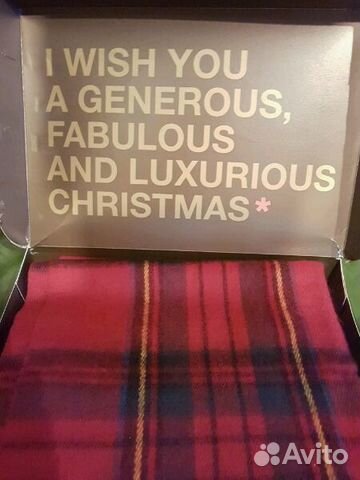 I WISH YOU
A GENEROUS,
FABULOUS
AND LUXURIOUS
CHRISTMAS*
Avito